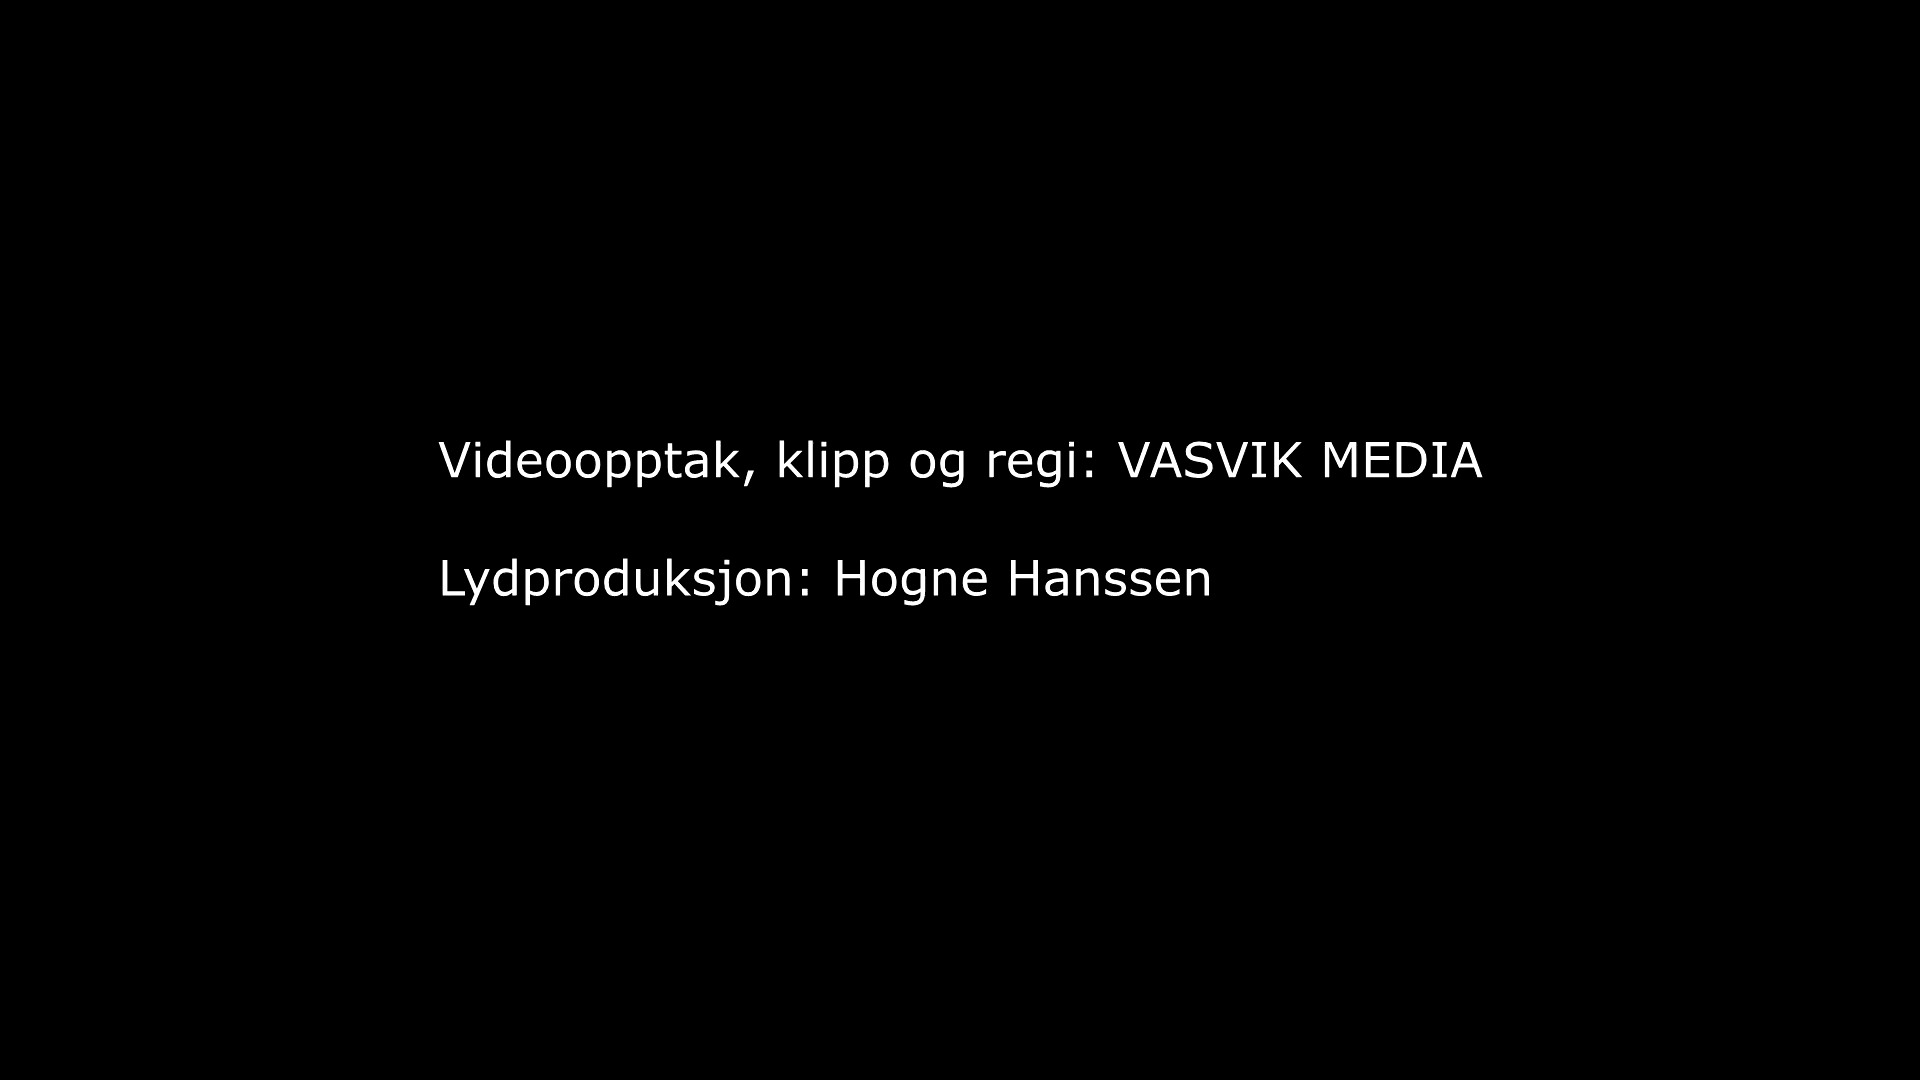 Videoopptak, klipp og regi: VASVIK MEDIA
Lydproduksjon: Hogne Hanssen